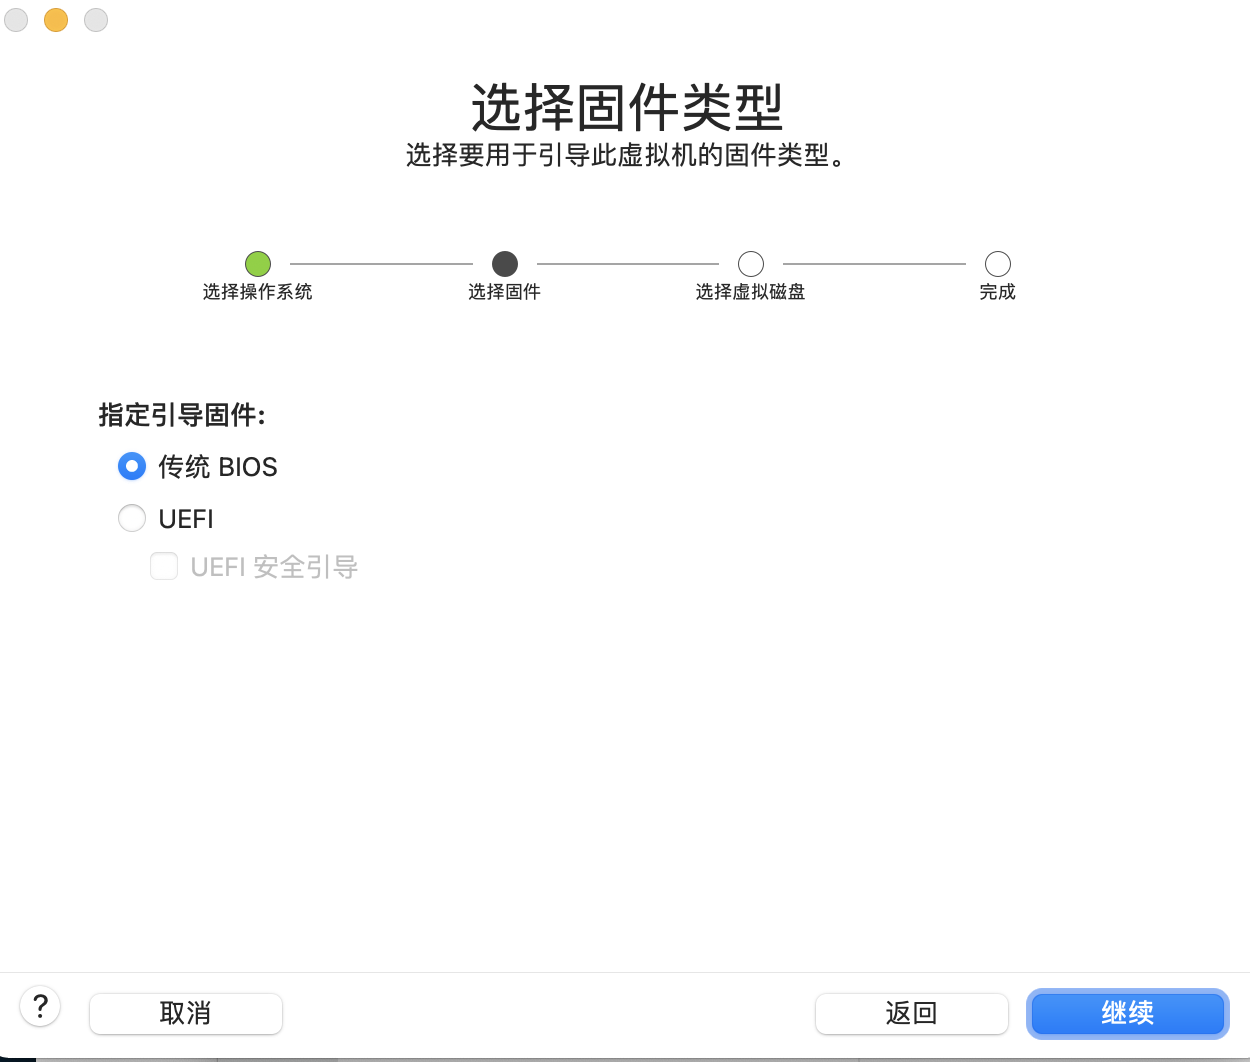 选择固件类型
选择要用于引导此虚拟机的固件类型。
选择操作系统
选择固件
选择虚拟磁盘
完成
指定引导固件:
传统 BIOS
UEFI
UEFI 安全引导
?
取消
返回
继续